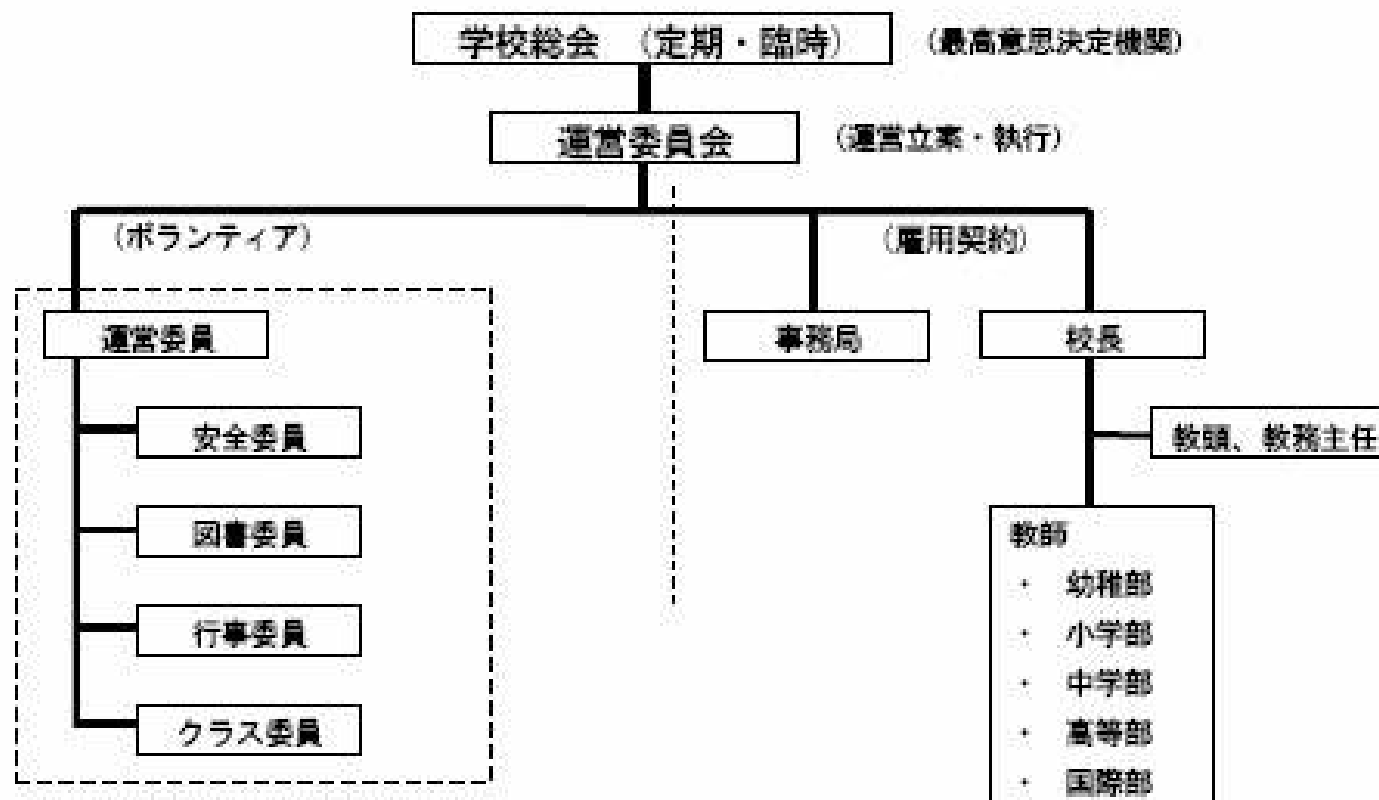 学校総会　（定期・臨時）　（最高意思決定機関）
運営委員会　（運営立案・執行）
（ボランティア）　（雇用契約）
運営委員　事務局　校長
安全委員　教頭、教務主任
図書委員
行事委員
クラス委員
教師
・　幼稚部
・　小学部
・　中学部
・　高等部
・　国際部